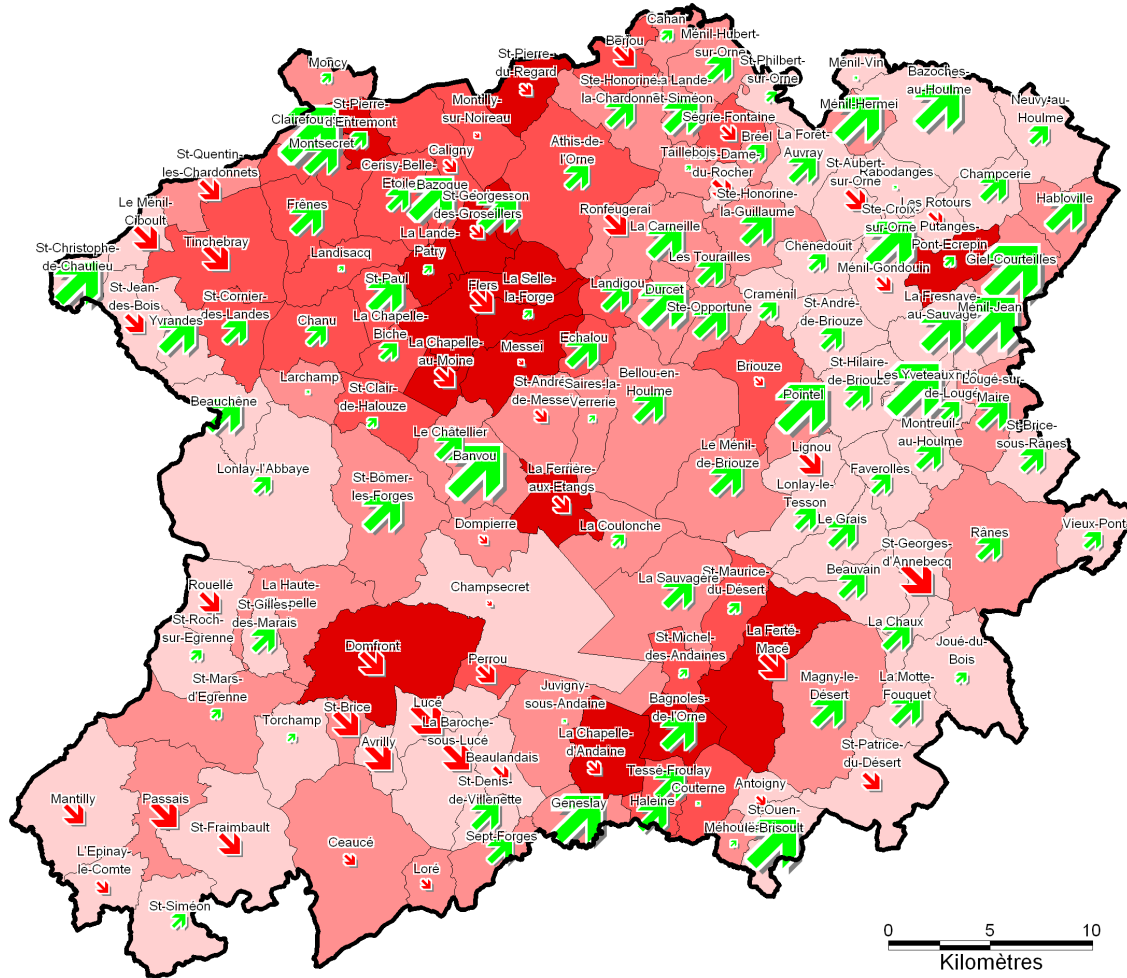 Cahan
Berjou
Ménil-Hubert-
sur-Orne
St-Pierre-
du-Regard
Moncy
Ste-Honorine-
la-Chardonne
La Lande-
St-Siméon
St-Philbert-
sur-Orne
Ménil-Vin
Bazoches-
au-Houlme
Ménil-Hermei
Neuvy-au-
Houlme
St-Pierre-
d'Entremont
Montilly-
sur-Noireau
Montsecret
Ségrie-Fontaine
Bréel
La Forêt-
Auvray
St-Quentin-
les-Chardonnets
Cerisy-Belle-
Etoile
Caligny
Athis-de-
l'Orne
Taillebois
du-Rocher
St-Aubert-
sur-Orne
Rabodanges
Champcerie
Habloville
Le Ménil-
Ciboult
Frênes
Bazoque
St-Georges-
des-Groseillers
Ronfeugerai
Ste-Honorine-
la-Guillaume
Les Rotours
Ste-Croix-
sur-Orne
Putanges-
Pont-Ecrepin
St-Christophe-
de-Chaulieu
Tinchebray
Landisacq
La Lande-
Patry
La Carneille
Chênedouit
Giel-Courteilles
St-Jean-
des-Bois
St-Paul
Flers
La Selle-
la-Forge
Les Tourailles
Ménil-Gondouin
Yvrandes
St-Cornier-
des-Landes
Chanu
La Chapelle-
Biche
Landigou
Durcet
Ste-Opportune
Craménil
St-André-
de-Briouze
La Fresnaye-
au-Sauvage
Ménil-Jean
La Chapelle-
au-Moine
Messei
Echalou
Larchamp
St-Clair-
de-Halouze
St-André-
de-Messei
Saires-la-
Verrerie
Bellou-en-
Houlme
Briouze
Pointel
St-Hilaire-
de-Briouze
Les Yveteaux
de-Lougé
Lougé-sur-
Maire
Beauchêne
Le Châtellier
Banvou
Le Ménil-
de-Briouze
Lignou
Montreuil-
au-Houlme
St-Brice-
sous-Rânes
Lonlay-l'Abbaye
St-Bômer-
les-Forges
La Ferrière-
aux-Etangs
Lonlay-le-
Tesson
Faverolles
Dompierre
La Coulonche
Le Grais
St-Georges-
d'Annebecq
Rânes
Vieux-Pont
Rouellé
La Haute-
Chapelle
Champsecret
La Sauvagère
St-Maurice-
du-Désert
Beauvain
St-Roch-
sur-Egrenne
St-Gilles-
des-Marais
Domfront
Perrou
St-Michel-
des-Andaines
La Ferté-
Macé
La Chaux
Joué-du-
Bois
St-Mars-
d'Egrenne
Torchamp
St-Brice
Lucé
Juvigny-
sous-Andaine
Bagnoles-
de-l'Orne
Magny-le-
Désert
La Motte-
Fouquet
Avrilly
La Baroche-
sous-Lucé
Beaulandais
La Chapelle-
d'Andaine
St-Patrice-
du-Désert
Mantilly
Passais
St-Denis-
de-Villenette
Geneslay
Tessé-Froulay
Haleine
Couterne
Antoigny
St-Ouen-
le-Brisoult
St-Fraimbault
Ceaucé
Sept-Forges
L'Epinay-
le-Comte
Loré
St-Siméon
0 5 10
Kilomètres